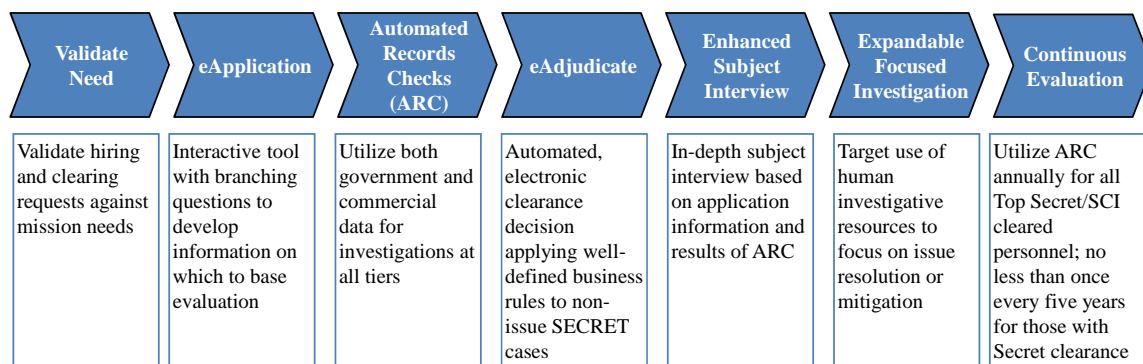 Validate
Need
eApplication
Automated
Records
Checks
(ARC)
eAdjudicate
Enhanced
Subject
Interview
Expandable
Focused
Investigation
Continuous
Evaluation
Validate hiring
and clearing
requests against
mission needs
Interactive tool
with branching
questions to
develop
information on
which to base
evaluation
Utilize both
government and
commercial
data for
investigations at
all tiers
Automated,
electronic
clearance
decision
applying well-
defined business
rules to non-
issue SECRET
cases
In-depth subject
interview based
on application
information and
results of ARC
Target use of
human
investigative
resources to
focus on issue
resolution or
mitigation
Utilize ARC
annually for all
Top Secret/SCI
cleared
personnel; no
less than once
every five years
for those with
Secret clearance